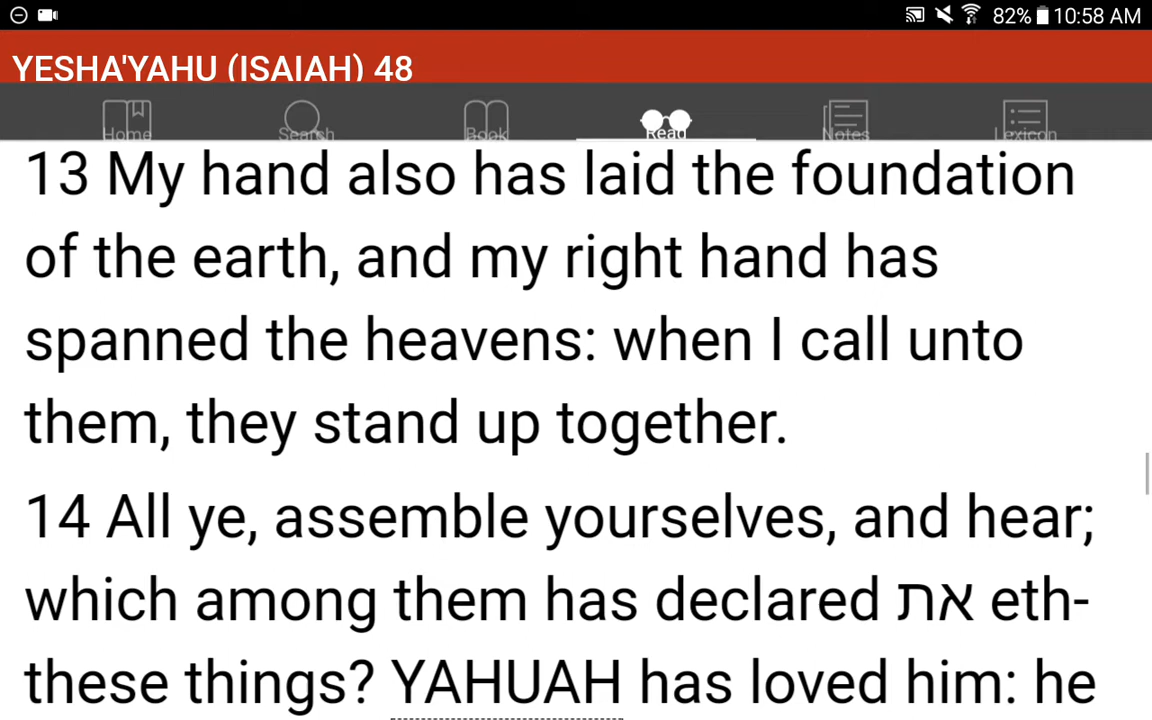 82% 10:58 AM
YESHA'YAHU (ISAIAH) 48
Home Search Book Read Notes Lexicon
13 My hand also has laid the foundation
of the earth, and my right hand has
spanned the heavens: when I call unto
them, they stand up together.
14 All ye, assemble yourselves, and hear;
which among them has declared את eth-
these things? YAHUAH has loved him: he